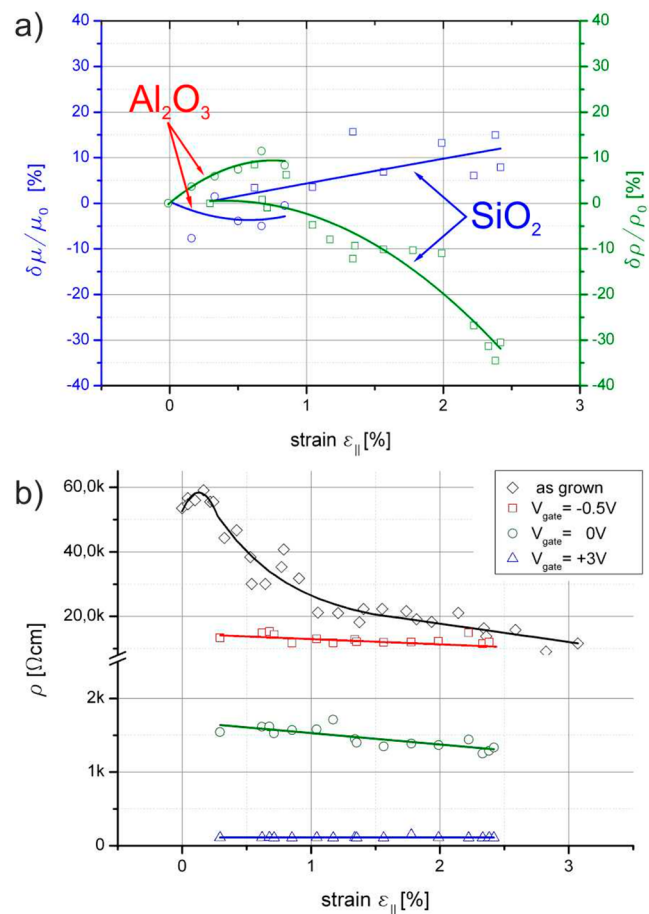 a)
40
30
20
10
0
-10
-20
-30
-40
δμ/μ₀ [%]
Al₂O₃
SiO₂
40
30
20
10
0
-10
-20
-30
-40
δρ/ρ₀ [%]
0 1 2 3
strain ε∥ [%]
b)
60,0k
40,0k
20,0k
2k
1k
0
ρ [Ωcm]
as grown
Vgate= -0.5V
Vgate= 0V
Vgate= +3V
0 1 2 3
strain ε∥ [%]